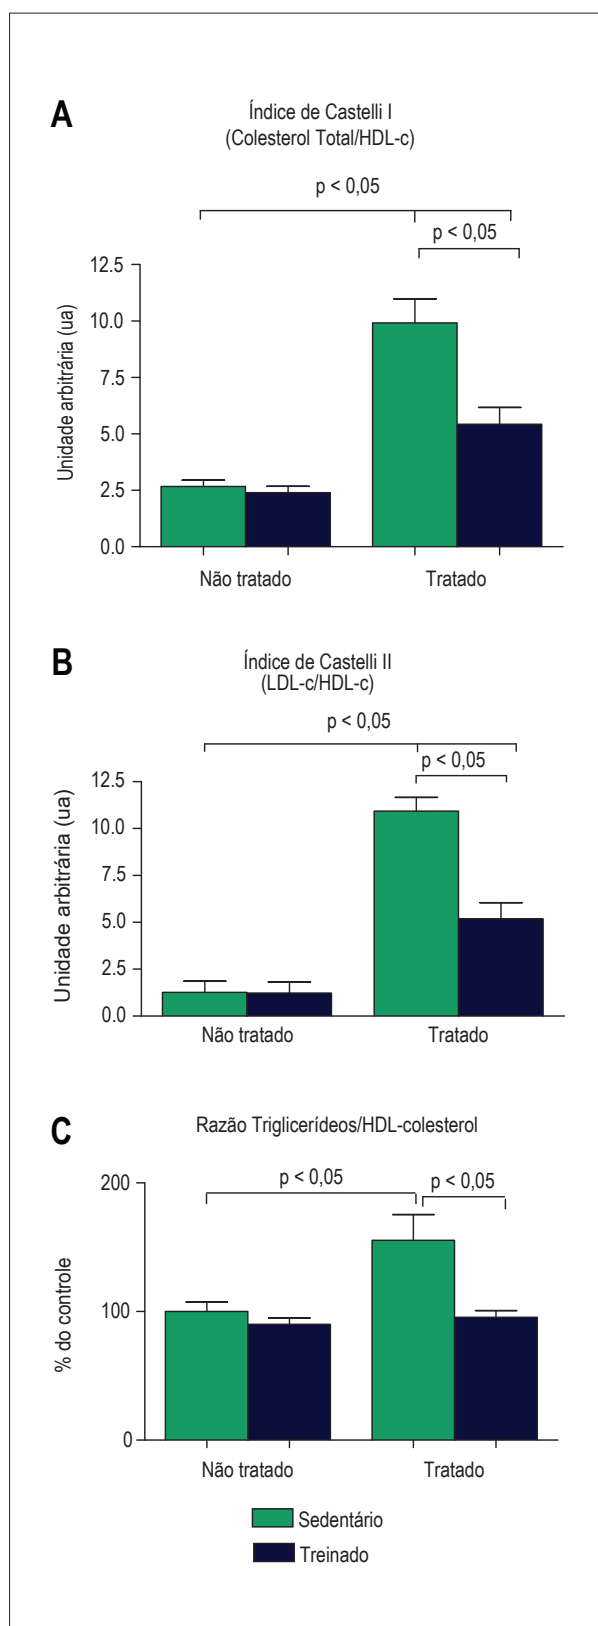 A
Índice de Castelli I
(Colesterol Total/HDL-c)
p < 0,05
p < 0,05
Unidade arbitrária (ua)
12.5
10.0
7.5
5.0
2.5
0.0
Não tratado
Tratado
B
Índice de Castelli II
(LDL-c/HDL-c)
p < 0,05
p < 0,05
Unidade arbitrária (ua)
12.5
10.0
7.5
5.0
2.5
0.0
Não tratado
Tratado
C
Razão Triglicerídeos/HDL-colesterol
p < 0,05
p < 0,05
% do controle
200
100
0
Não tratado
Tratado
Sedentário
Treinado